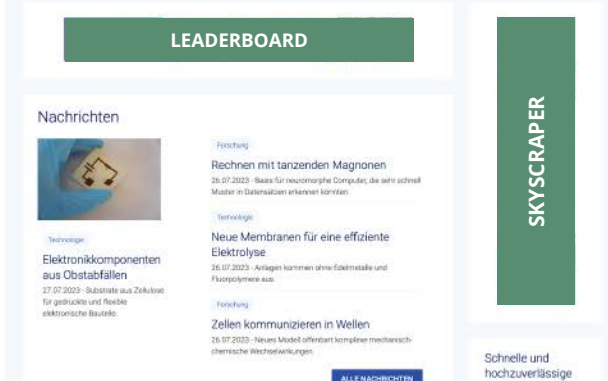 LEADERBOARD
SKYSCRAPER
Nachrichten
Technologie
Elektronikkomponenten
aus Obstabfällen
27.07.2023 - Substrate aus Zellulose
für gedruckte und flexible
elektronische Bauteile.
Forschung
Rechnen mit tanzenden Magnonen
26.07.2023 - Basis für neuromorphe Computer, die sehr schnell
Muster in Datensätzen erkennen könnten.
Technologie
Neue Membranen für eine effiziente
Elektrolyse
26.07.2023 - Anlagen kommen ohne Edelmetalle und
Fluorpolymere aus.
Forschung
Zellen kommunizieren in Wellen
26.07.2023 - Neues Modell offenbart komplexe mechanisch-
chemische Wechselwirkungen.
ALLE NACHRICHTEN
Schnelle und
hochzuverlässige